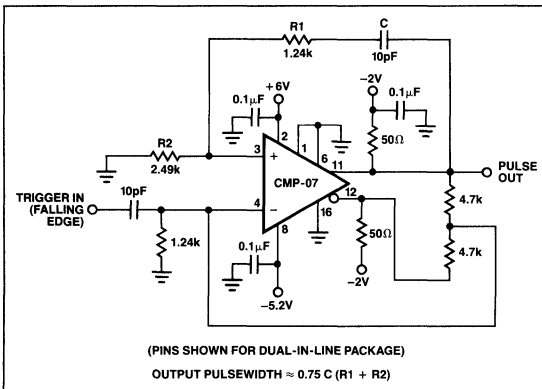 R1
1.24k
C
10pF
+6V
0.1µF
-2V
0.1µF
50Ω
R2
2.49k
2
3
+
1
6
11
CMP-07
PULSE
OUT
TRIGGER IN
(FALLING
EDGE)
10pF
4
−
12
16
8
4.7k
1.24k
0.1µF
50Ω
4.7k
-5.2V
-2V
(PINS SHOWN FOR DUAL-IN-LINE PACKAGE)
OUTPUT PULSEWIDTH ≈ 0.75 C (R1 + R2)